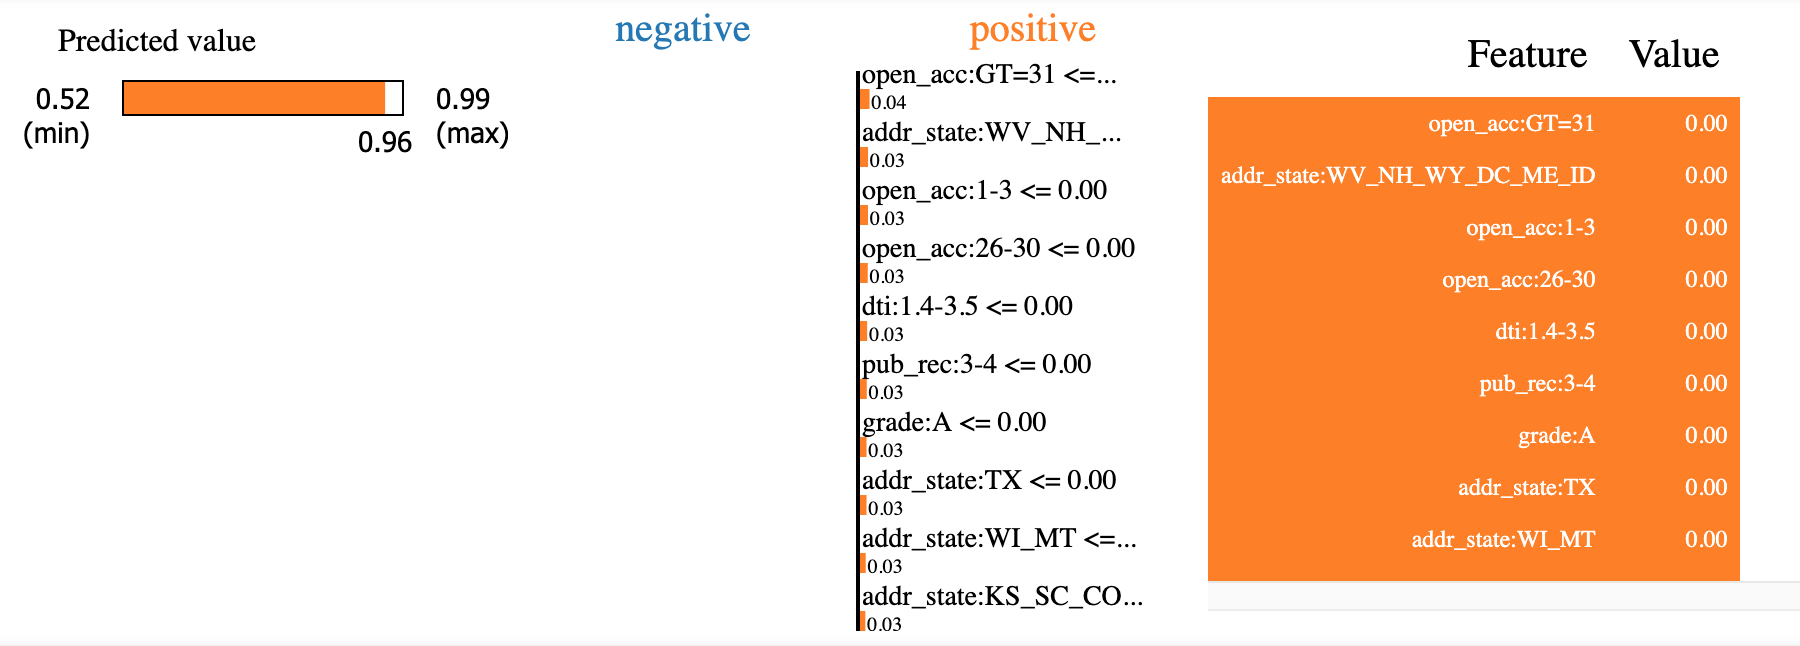 Predicted value
0.52
(min)
0.99
(max)
0.96
negative
positive
open_acc:GT=31 <=...
0.04
addr_state:WV_NH_...
0.03
open_acc:1-3 <= 0.00
0.03
open_acc:26-30 <= 0.00
0.03
dti:1.4-3.5 <= 0.00
0.03
pub_rec:3-4 <= 0.00
0.03
grade:A <= 0.00
0.03
addr_state:TX <= 0.00
0.03
addr_state:WI_MT <=...
0.03
addr_state:KS_SC_CO...
0.03
Feature Value
open_acc:GT=31 0.00
addr_state:WV_NH_WY_DC_ME_ID 0.00
open_acc:1-3 0.00
open_acc:26-30 0.00
dti:1.4-3.5 0.00
pub_rec:3-4 0.00
grade:A 0.00
addr_state:TX 0.00
addr_state:WI_MT 0.00